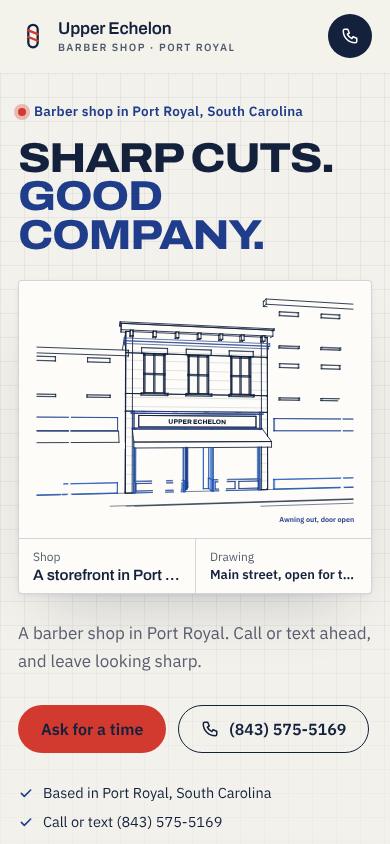 Upper Echelon
BARBER SHOP · PORT ROYAL
Barber shop in Port Royal, South Carolina
SHARP CUTS.
GOOD
COMPANY.
UPPER ECHELON
Awning out, door open
Shop
A storefront in Port ...
Drawing
Main street, open for t...
A barber shop in Port Royal. Call or text ahead,
and leave looking sharp.
Ask for a time
(843) 575-5169
Based in Port Royal, South Carolina
Call or text (843) 575-5169